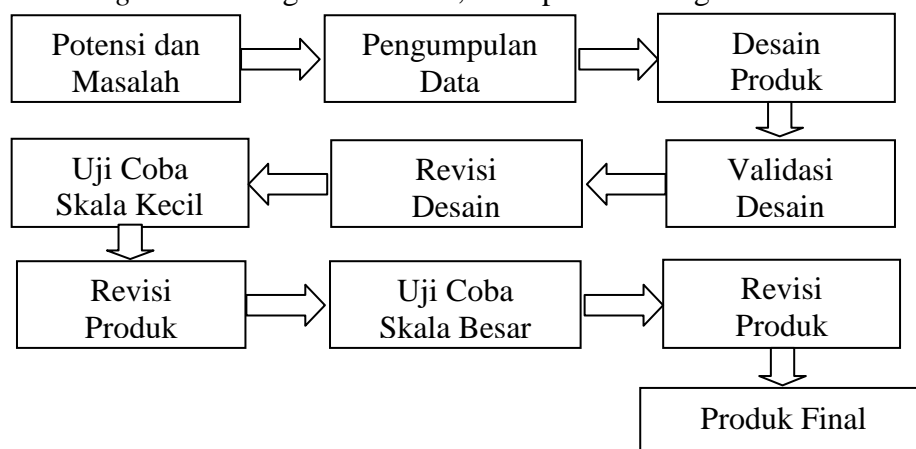 Potensi dan
Masalah
Pengumpulan
Data
Desain
Produk
Validasi
Desain
Revisi
Desain
Uji Coba
Skala Kecil
Revisi
Produk
Uji Coba
Skala Besar
Revisi
Produk
Produk Final